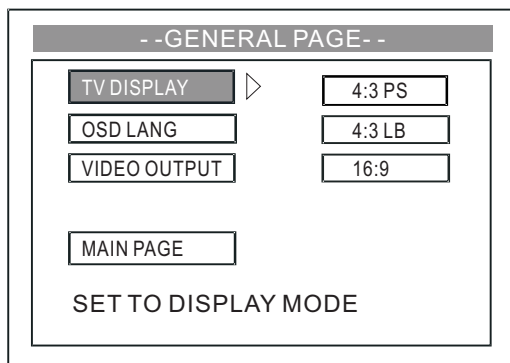 - -GENERAL PAGE- -
TV DISPLAY 4:3 PS
OSD LANG 4:3 LB
VIDEO OUTPUT 16:9
MAIN PAGE
SET TO DISPLAY MODE